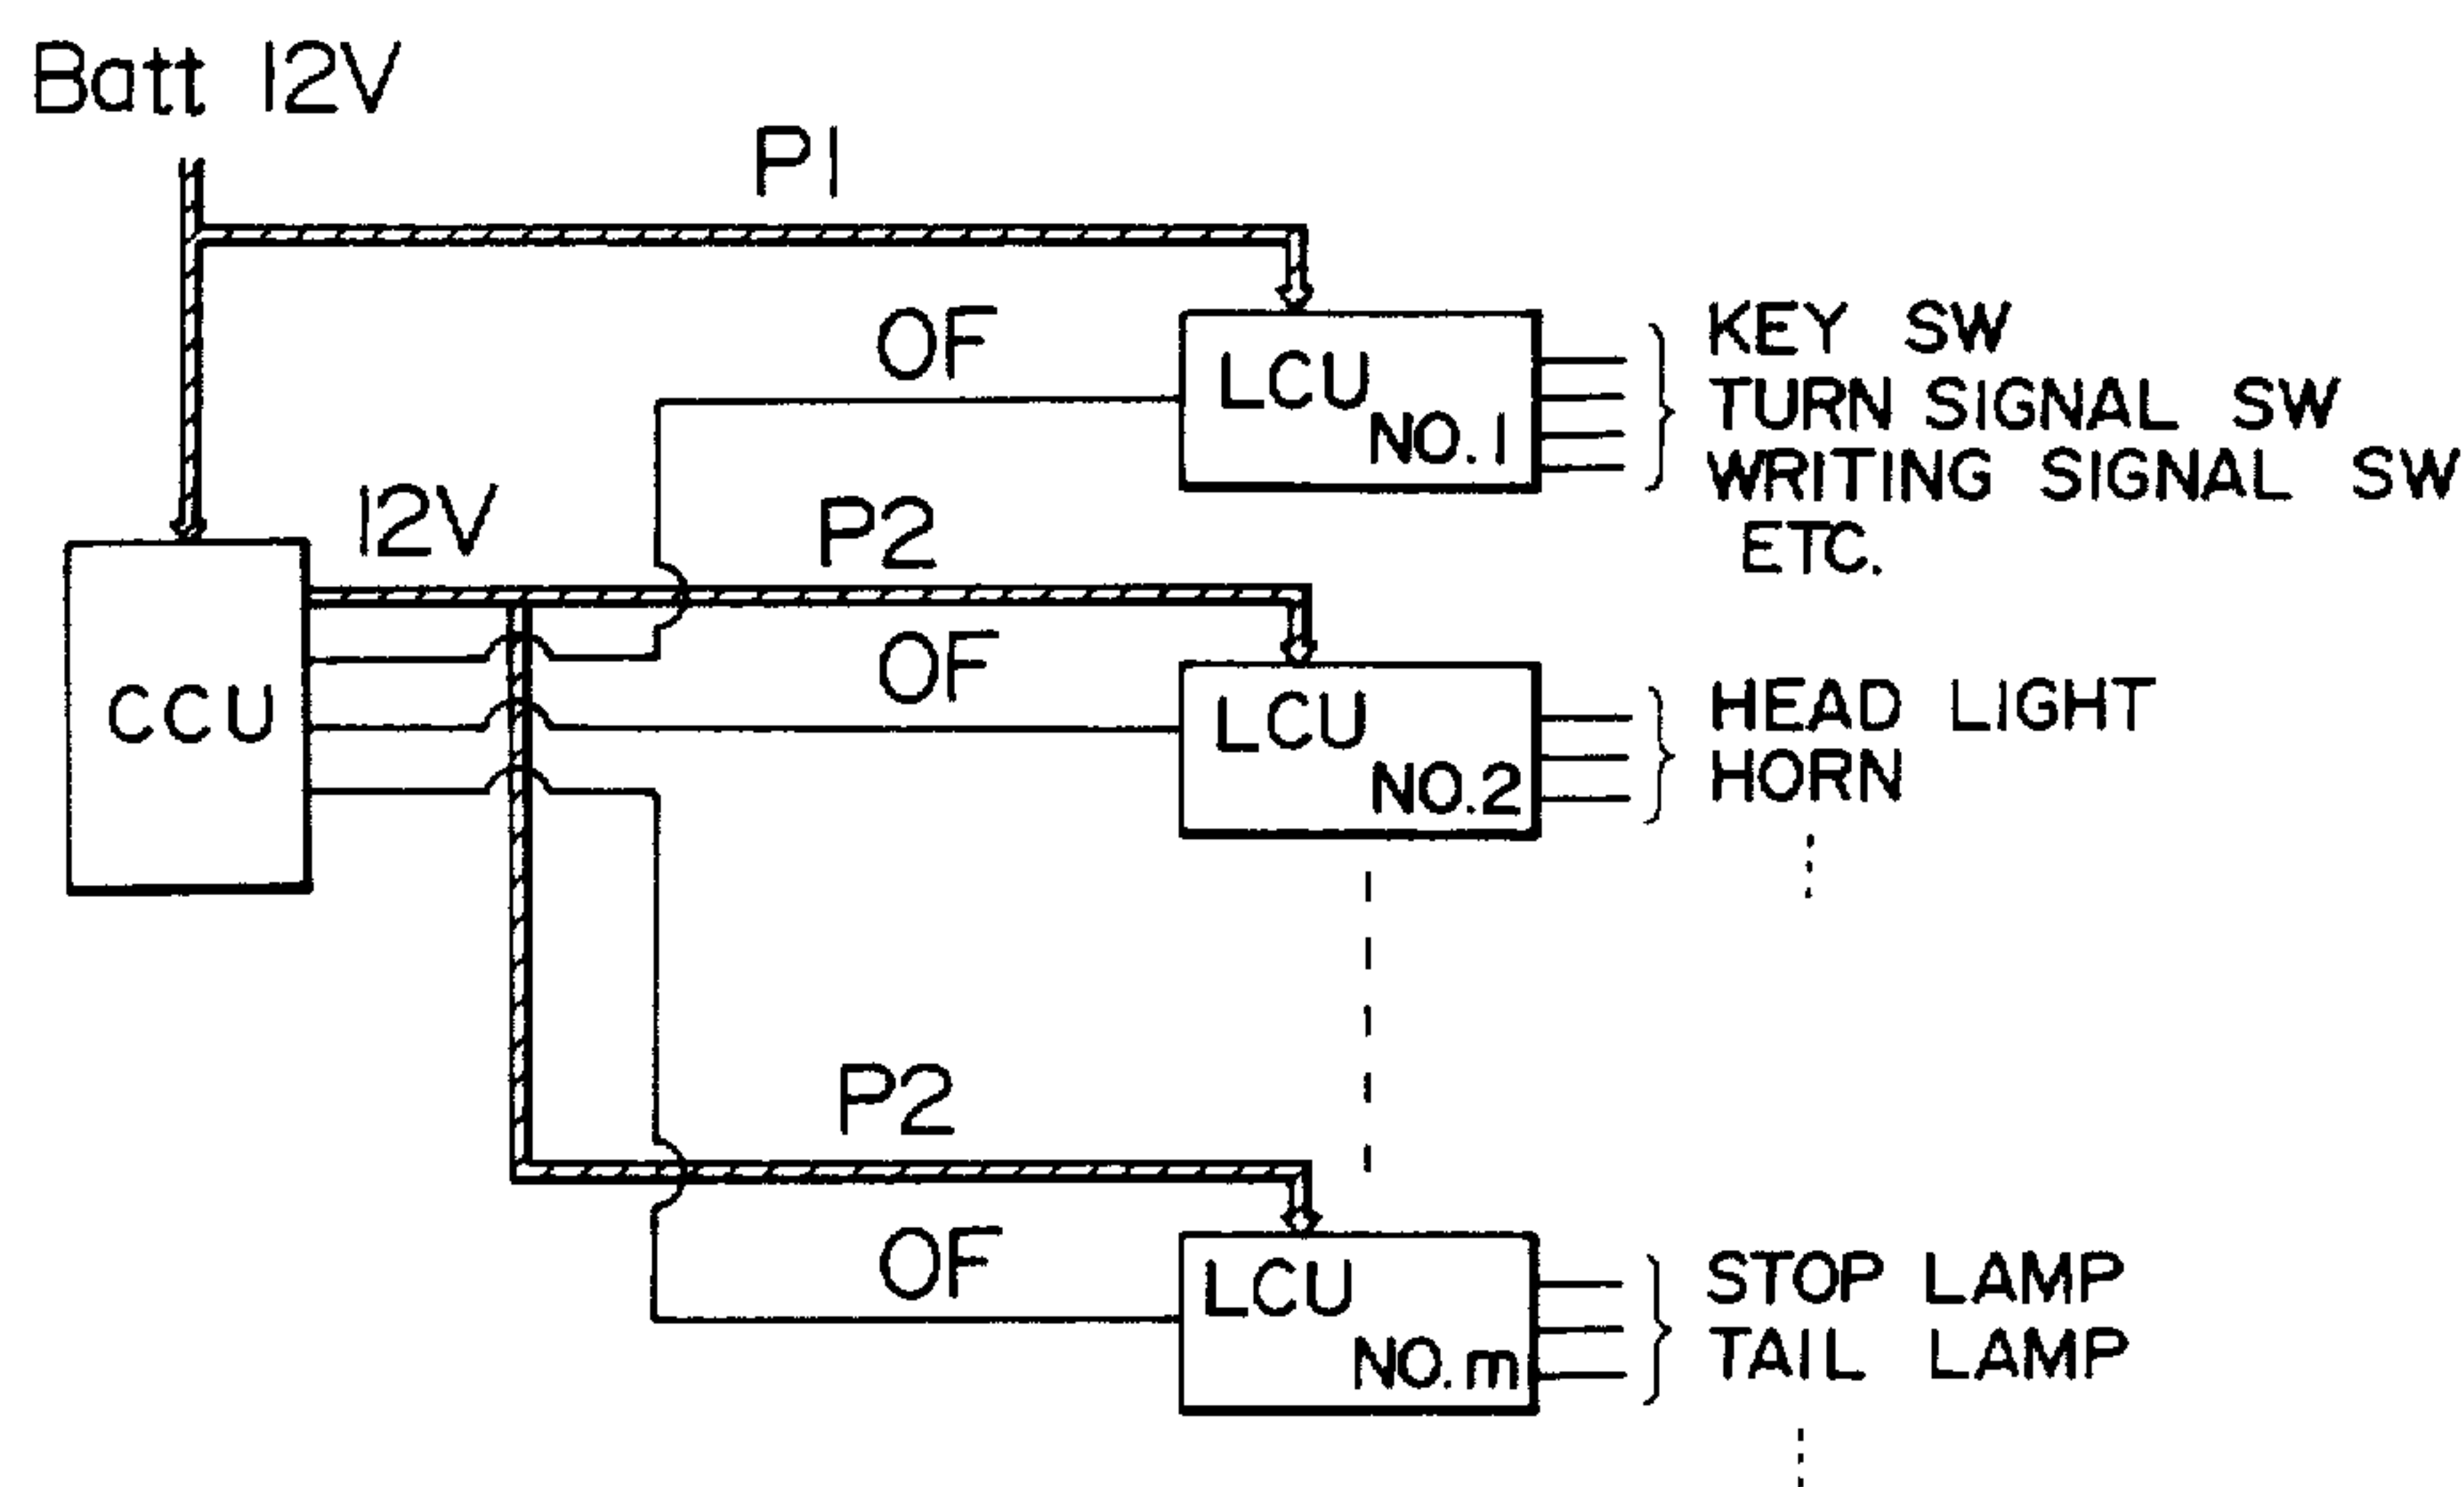 Batt 12V
P1
OF
LCU
NO. 1
KEY SW
TURN SIGNAL SW
WRITING SIGNAL SW
ETC.
12V
P2
OF
CCU
LCU
NO.2
HEAD LIGHT
HORN
P2
OF
LCU
NO. m
STOP LAMP
TAIL LAMP